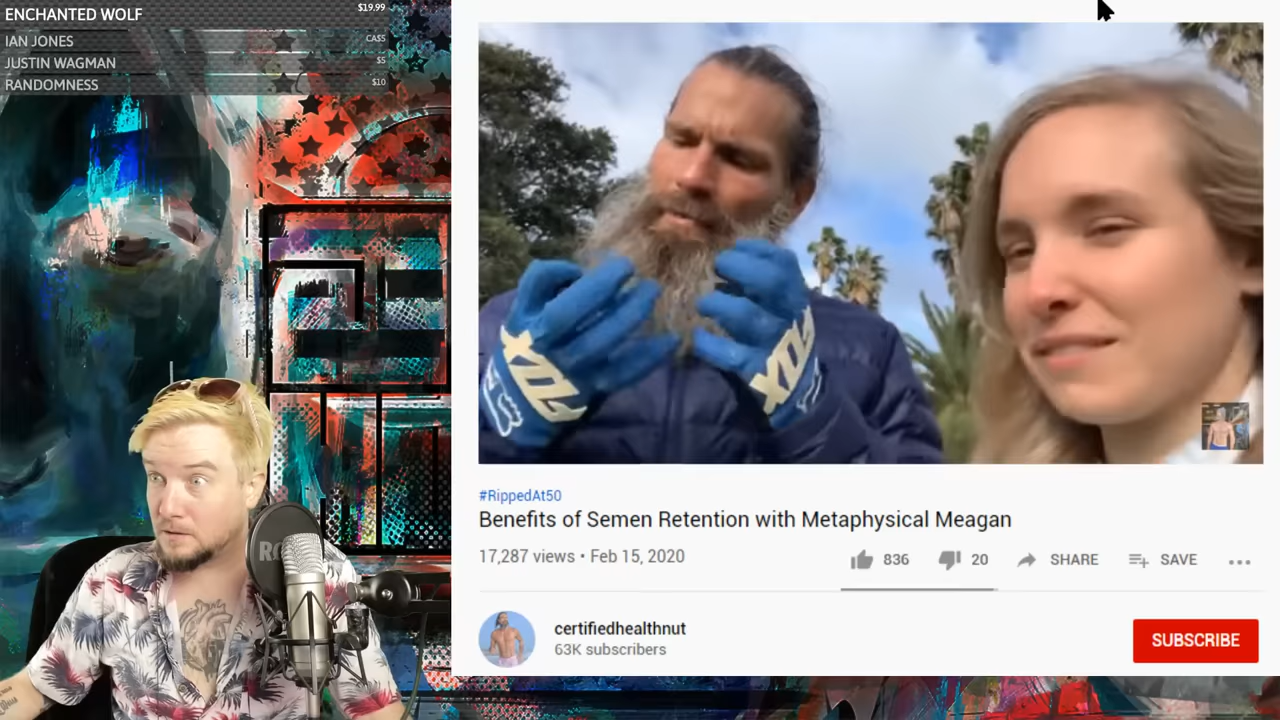 ENCHANTED WOLF $19.99
IAN JONES CA$5
JUSTIN WAGMAN $5
RANDOMNESS $10
FOX
FOX
#RippedAt50
Benefits of Semen Retention with Metaphysical Meagan
17,287 views • Feb 15, 2020
836 20 SHARE SAVE
certifiedhealthnut
63K subscribers
SUBSCRIBE